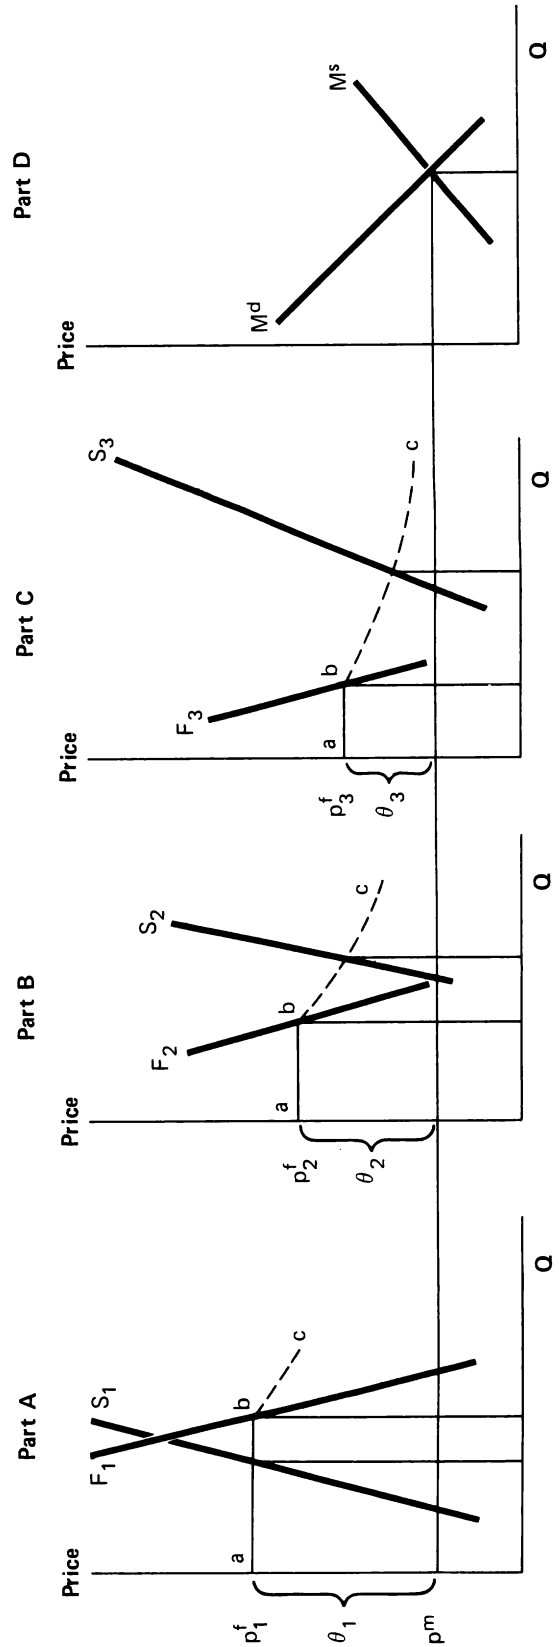 Part A
Price
F₁
S₁
a
b
c
p₁ᶠ
θ₁
pᵐ
Q
Part B
Price
F₂
S₂
a
b
c
p₂ᶠ
θ₂
Q
Part C
Price
F₃
S₃
a
b
c
p₃ᶠ
θ₃
Q
Part D
Price
Mᵈ
Mˢ
Q